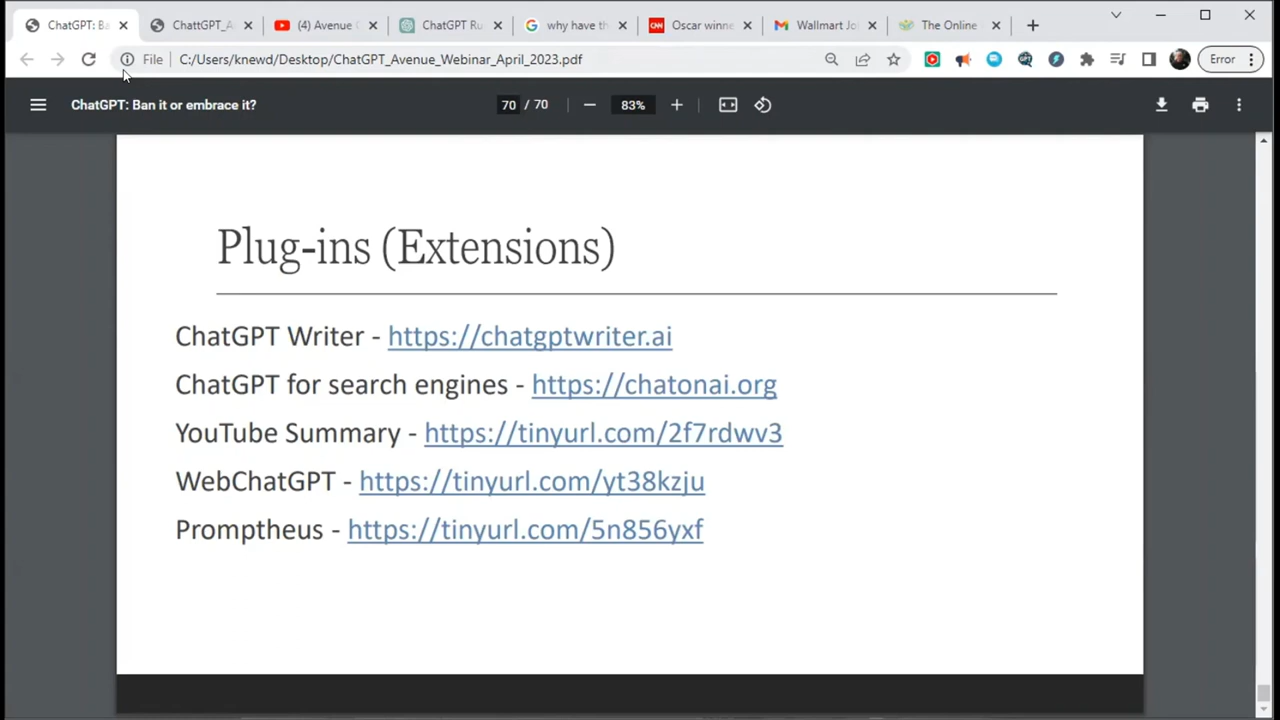 ChatGPT: Ba
ChattGPT_A
(4) Avenue
ChatGPT Ru
why have th
Oscar winne
Wallmart Jo
The Online
File
C:/Users/knewd/Desktop/ChatGPT_Avenue_Webinar_April_2023.pdf
Error
ChatGPT: Ban it or embrace it?
70 / 70
83%
Plug-ins (Extensions)
ChatGPT Writer - https://chatgptwriter.ai
ChatGPT for search engines - https://chatonai.org
YouTube Summary - https://tinyurl.com/2f7rdwv3
WebChatGPT - https://tinyurl.com/yt38kzju
Promptheus - https://tinyurl.com/5n856yxf